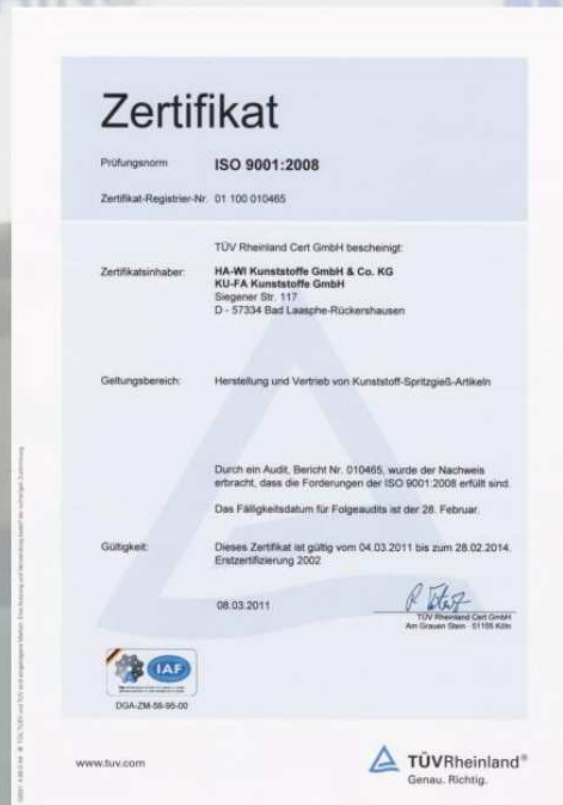 Zertifikat
Prüfungsnorm ISO 9001:2008
Zertifikat-Registrier-Nr. 01 100 010465
TÜV Rheinland Cert GmbH bescheinigt:
Zertifikatsinhaber: HA-WI Kunststoffe GmbH & Co. KG
KU-FA Kunststoffe GmbH
Siegener Str. 117
D - 57334 Bad Laasphe-Rückershausen
Geltungsbereich: Herstellung und Vertrieb von Kunststoff-Spritzgieß-Artikeln
Durch ein Audit, Bericht Nr. 010465, wurde der Nachweis
erbracht, dass die Forderungen der ISO 9001:2008 erfüllt sind.
Das Fälligkeitsdatum für Folgeaudits ist der 28. Februar.
Gültigkeit: Dieses Zertifikat ist gültig vom 04.03.2011 bis zum 28.02.2014.
Erstzertifizierung 2002
08.03.2011
TÜV Rheinland Cert GmbH
Am Grauen Stein · 51105 Köln
IAF
DGA-ZM-58-95-00
www.tuv.com
TÜVRheinland®
Genau. Richtig.